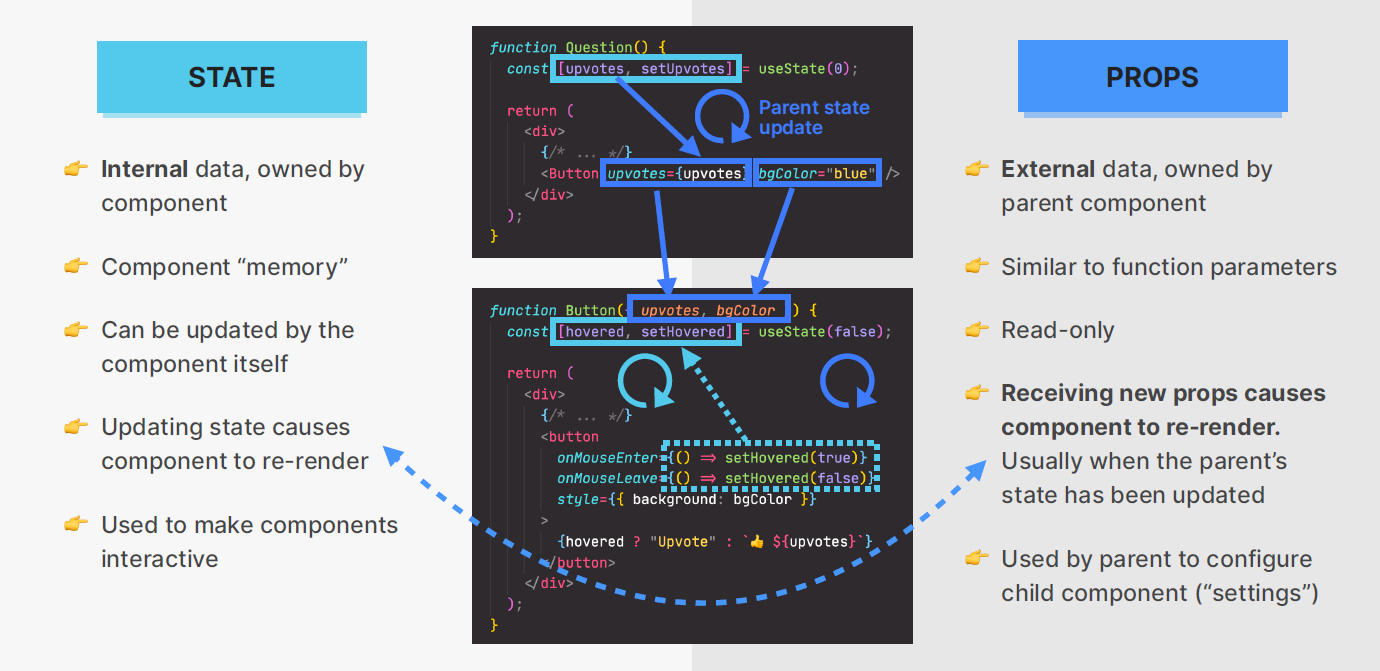 STATE
👉 Internal data, owned by
component
👉 Component “memory”
👉 Can be updated by the
component itself
👉 Updating state causes
component to re-render
👉 Used to make components
interactive
function Question() {
const [upvotes, setUpvotes] = useState(0);
return (
<div>
{/* ... */}
<Button upvotes={upvotes} bgColor="blue" />
</div>
);
}
Parent state
update
function Button({ upvotes, bgColor }) {
const [hovered, setHovered] = useState(false);
return (
<div>
{/* ... */}
<button
onMouseEnter={() => setHovered(true)}
onMouseLeave={() => setHovered(false)}
style={{ background: bgColor }}
>
{hovered ? "Upvote" : `👍 ${upvotes}`}
</button>
</div>
);
}
PROPS
👉 External data, owned by
parent component
👉 Similar to function parameters
👉 Read-only
👉 Receiving new props causes
component to re-render.
Usually when the parent’s
state has been updated
👉 Used by parent to configure
child component (“settings”)